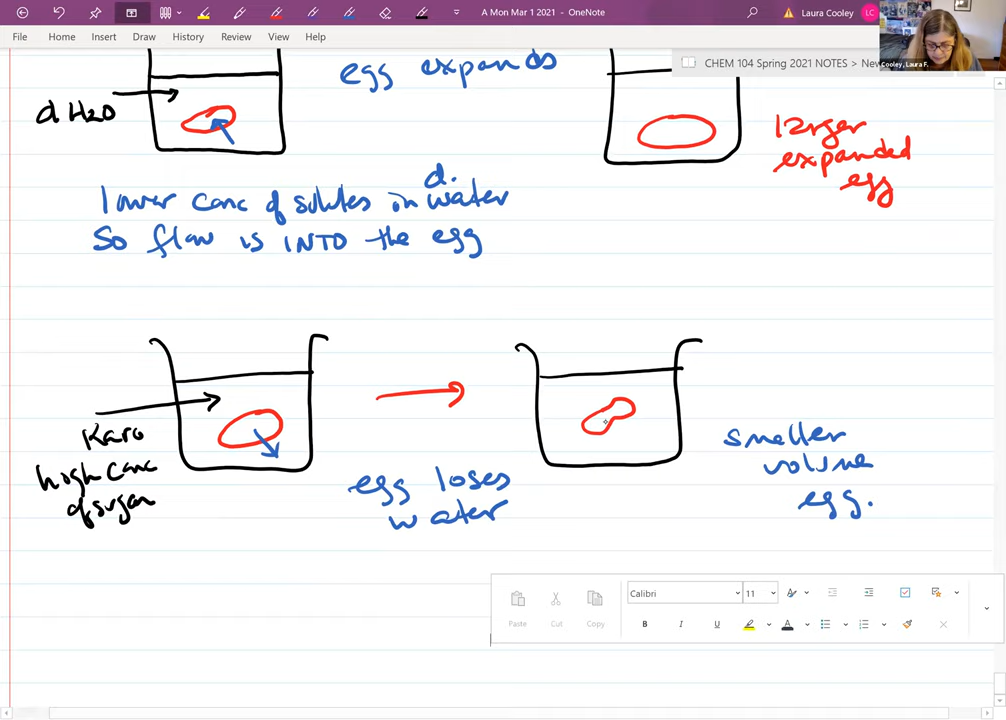 A Mon Mar 1 2021 - OneNote
Laura Cooley
LC
File
Home
Insert
Draw
History
Review
View
Help
CHEM 104 Spring 2021 NOTES > New
Cooley, Laura F.
egg expands
d H2O
larger
expanded
egg
d.
lower conc of solutes in water
So flow is INTO the egg
Karo
high conc
of sugar
egg loses
water
smaller
volume
egg.
Calibri
11
Paste
Cut
Copy
B
I
U
A